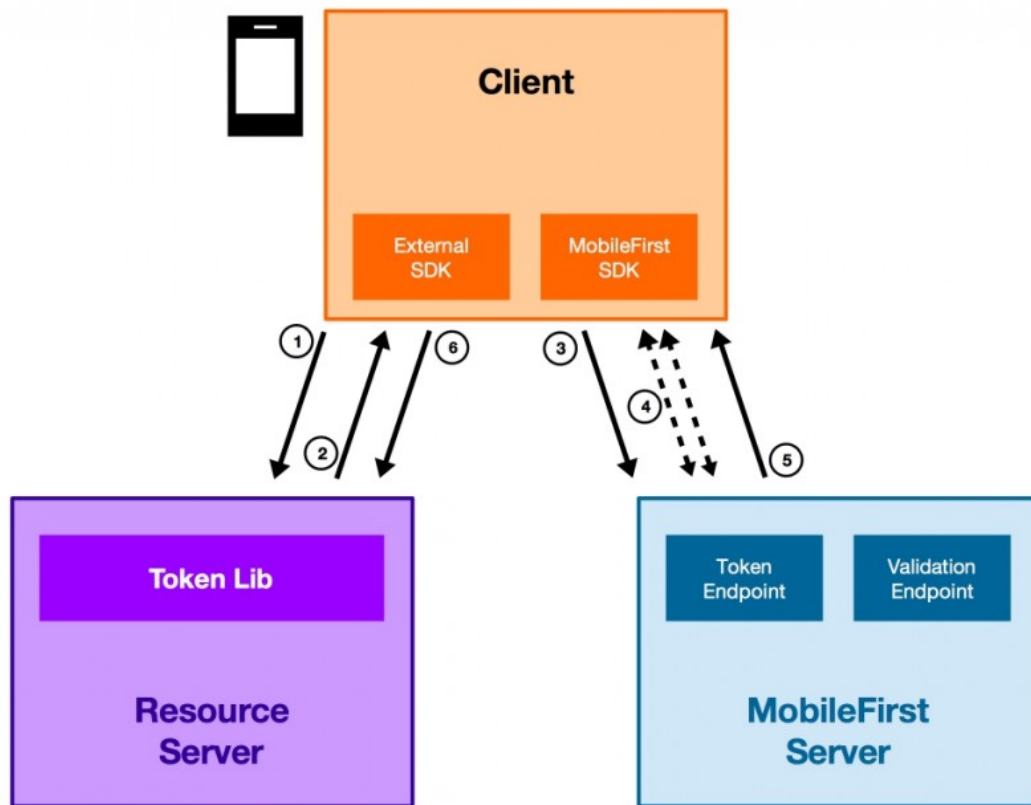 Client
External
SDK
MobileFirst
SDK
1
6
3
4
2
5
Token Lib
Resource
Server
Token
Endpoint
Validation
Endpoint
MobileFirst
Server